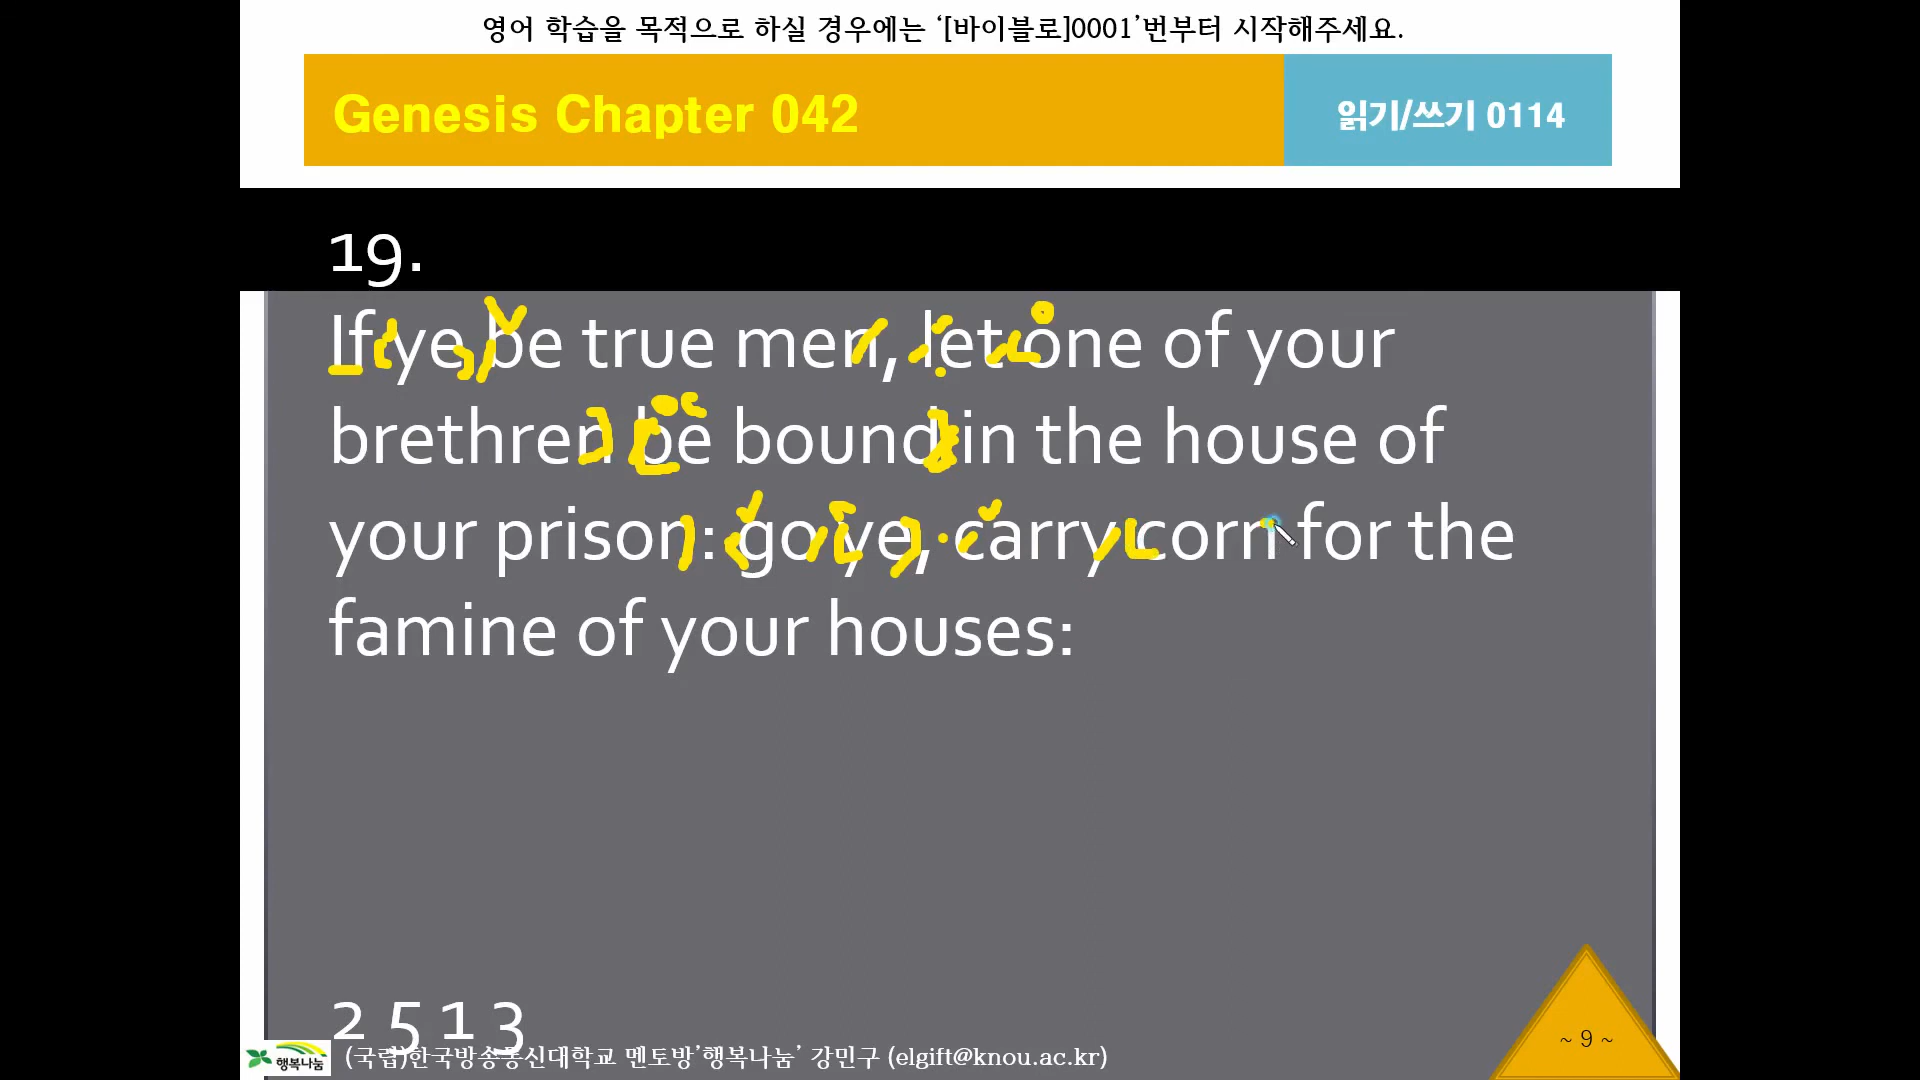 영어 학습을 목적으로 하실 경우에는 ‘[바이블로]0001’번부터 시작해주세요.
Genesis Chapter 042
읽기/쓰기 0114
19.
If ye be true men, let one of your
brethren be bound in the house of
your prison: go ye, carry corn for the
famine of your houses:
2 5 1 3
~ 9 ~
행복나눔
(국립)한국방송통신대학교 멘토방’행복나눔’ 강민구 (elgift@knou.ac.kr)